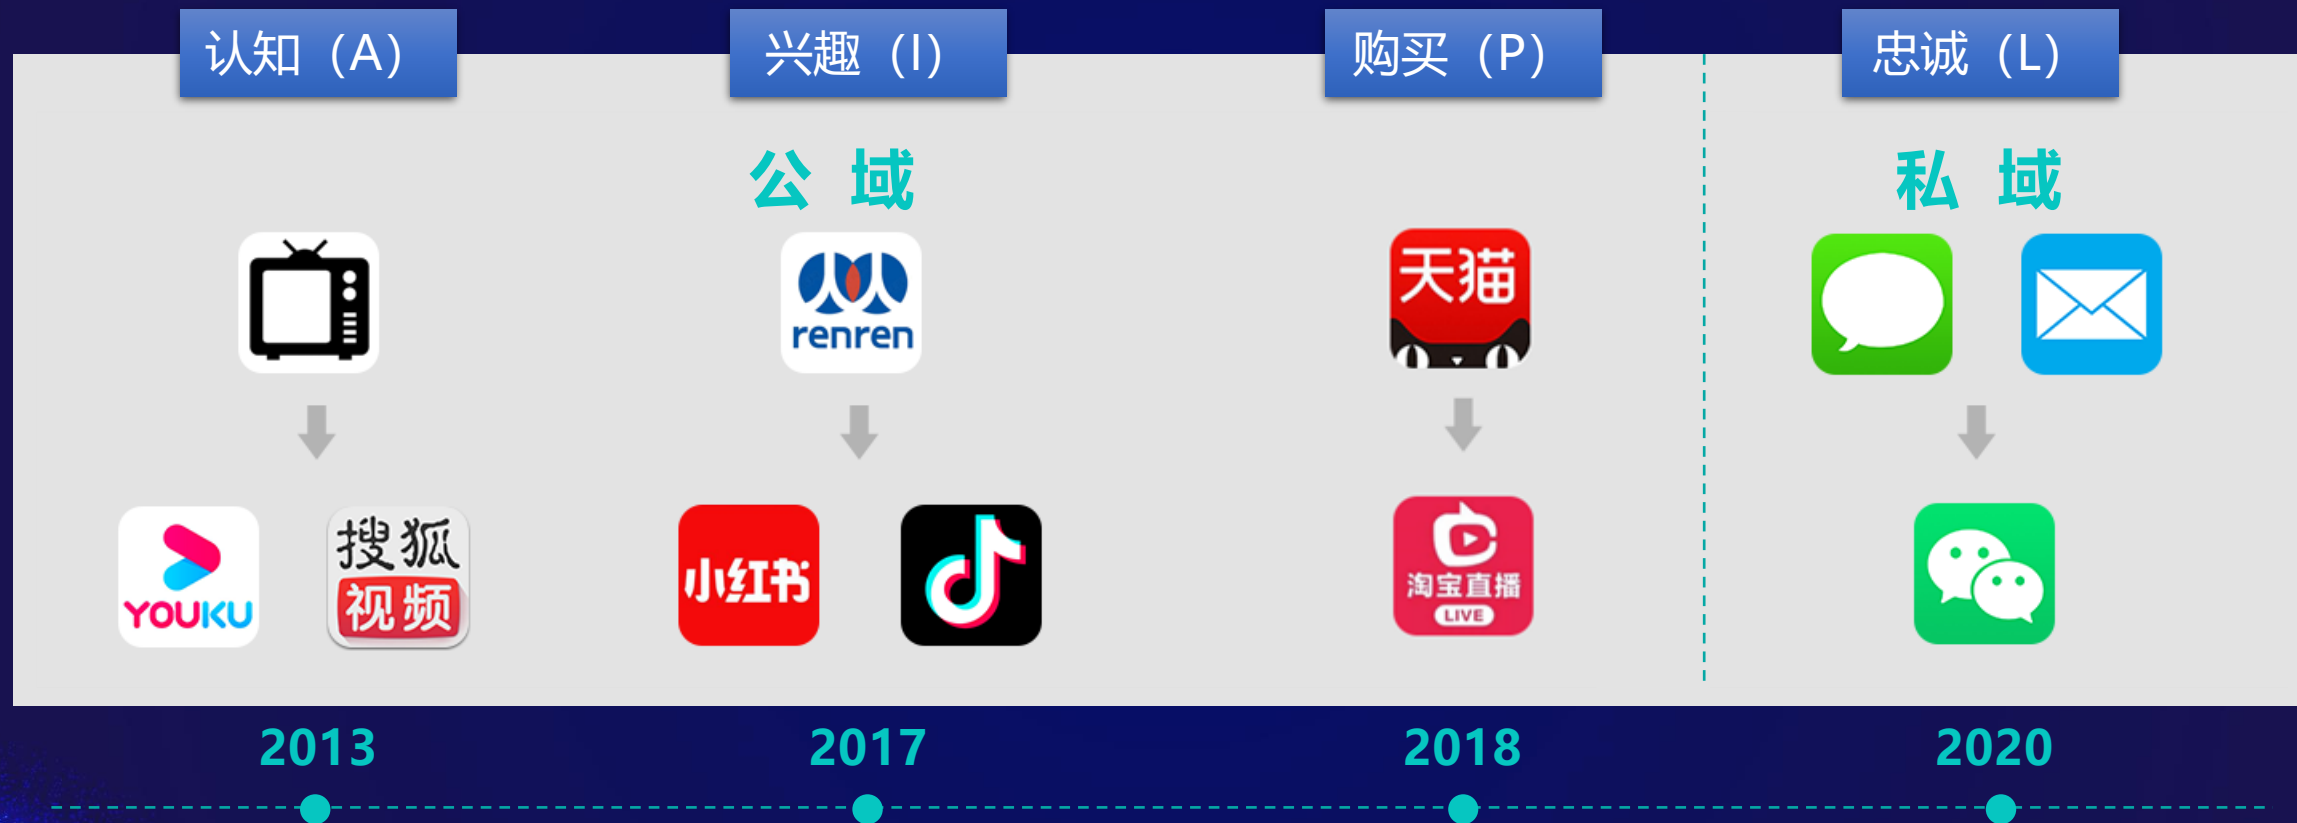 认知（A）
兴趣（I）
购买（P）
忠诚（L）
公 域
私 域
renren
天猫
YOUKU
搜狐
视频
小红书
淘宝直播
LIVE
2013
2017
2018
2020